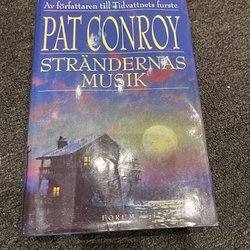 Av författaren till Tidvattnets furste
PAT CONROY
STRÄNDERNAS
MUSIK
FORUM